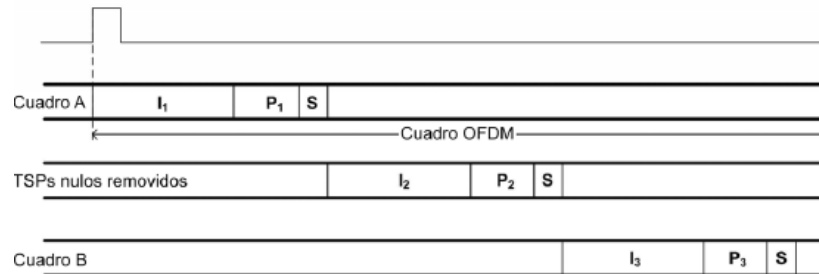 Cuadro A I₁ P₁ S
Cuadro OFDM
TSPs nulos removidos I₂ P₂ S
Cuadro B I₃ P₃ S